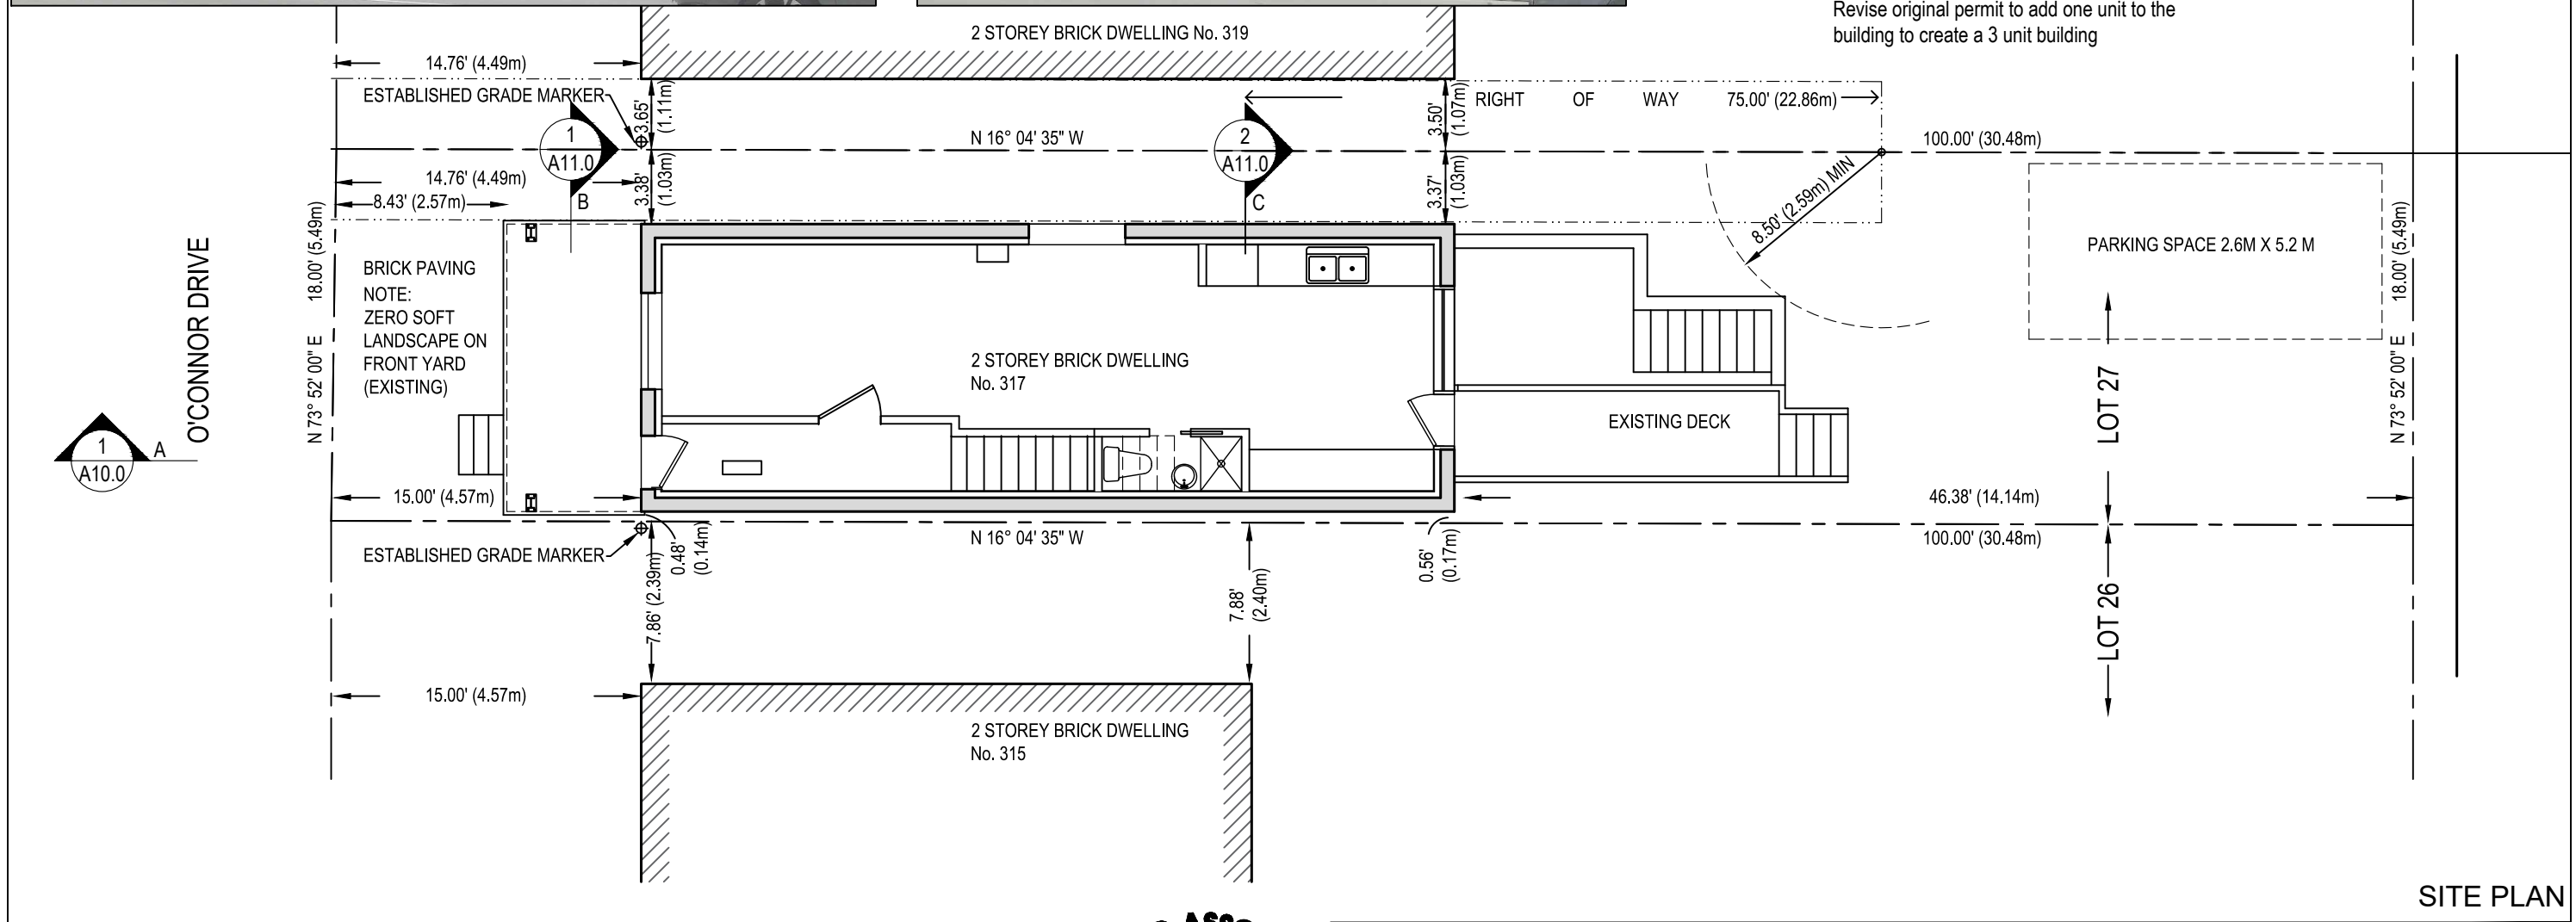 Revise original permit to add one unit to the
building to create a 3 unit building
2 STOREY BRICK DWELLING No. 319
14.76' (4.49m)
ESTABLISHED GRADE MARKER
3.65'
(1.11m)
3.50'
(1.07m)
RIGHT OF WAY 75.00' (22.86m)
1
A11.0
B
N 16° 04' 35" W
2
A11.0
C
100.00' (30.48m)
14.76' (4.49m)
8.43' (2.57m)
3.38'
(1.03m)
3.37'
(1.03m)
8.50' (2.59m) MIN
O'CONNOR DRIVE
N 73° 52' 00" E 18.00' (5.49m)
BRICK PAVING
NOTE:
ZERO SOFT
LANDSCAPE ON
FRONT YARD
(EXISTING)
2 STOREY BRICK DWELLING
No. 317
PARKING SPACE 2.6M X 5.2 M
N 73° 52' 00" E 18.00' (5.49m)
EXISTING DECK
LOT 27
1
A10.0
A
15.00' (4.57m)
46.38' (14.14m)
ESTABLISHED GRADE MARKER
0.48'
(0.14m)
N 16° 04' 35" W
0.56'
(0.17m)
100.00' (30.48m)
7.86' (2.39m)
7.88'
(2.40m)
LOT 26
15.00' (4.57m)
2 STOREY BRICK DWELLING
No. 315
SITE PLAN